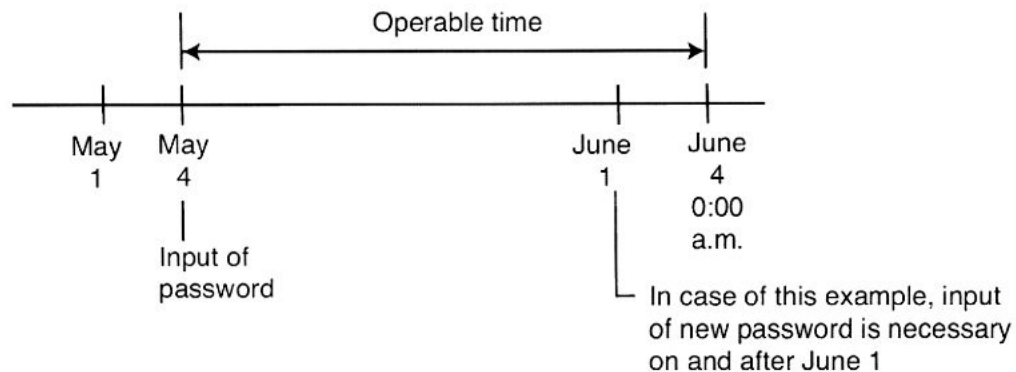 Operable time
May
1
May
4
June
1
June
4
0:00
a.m.
Input of
password
In case of this example, input
of new password is necessary
on and after June 1